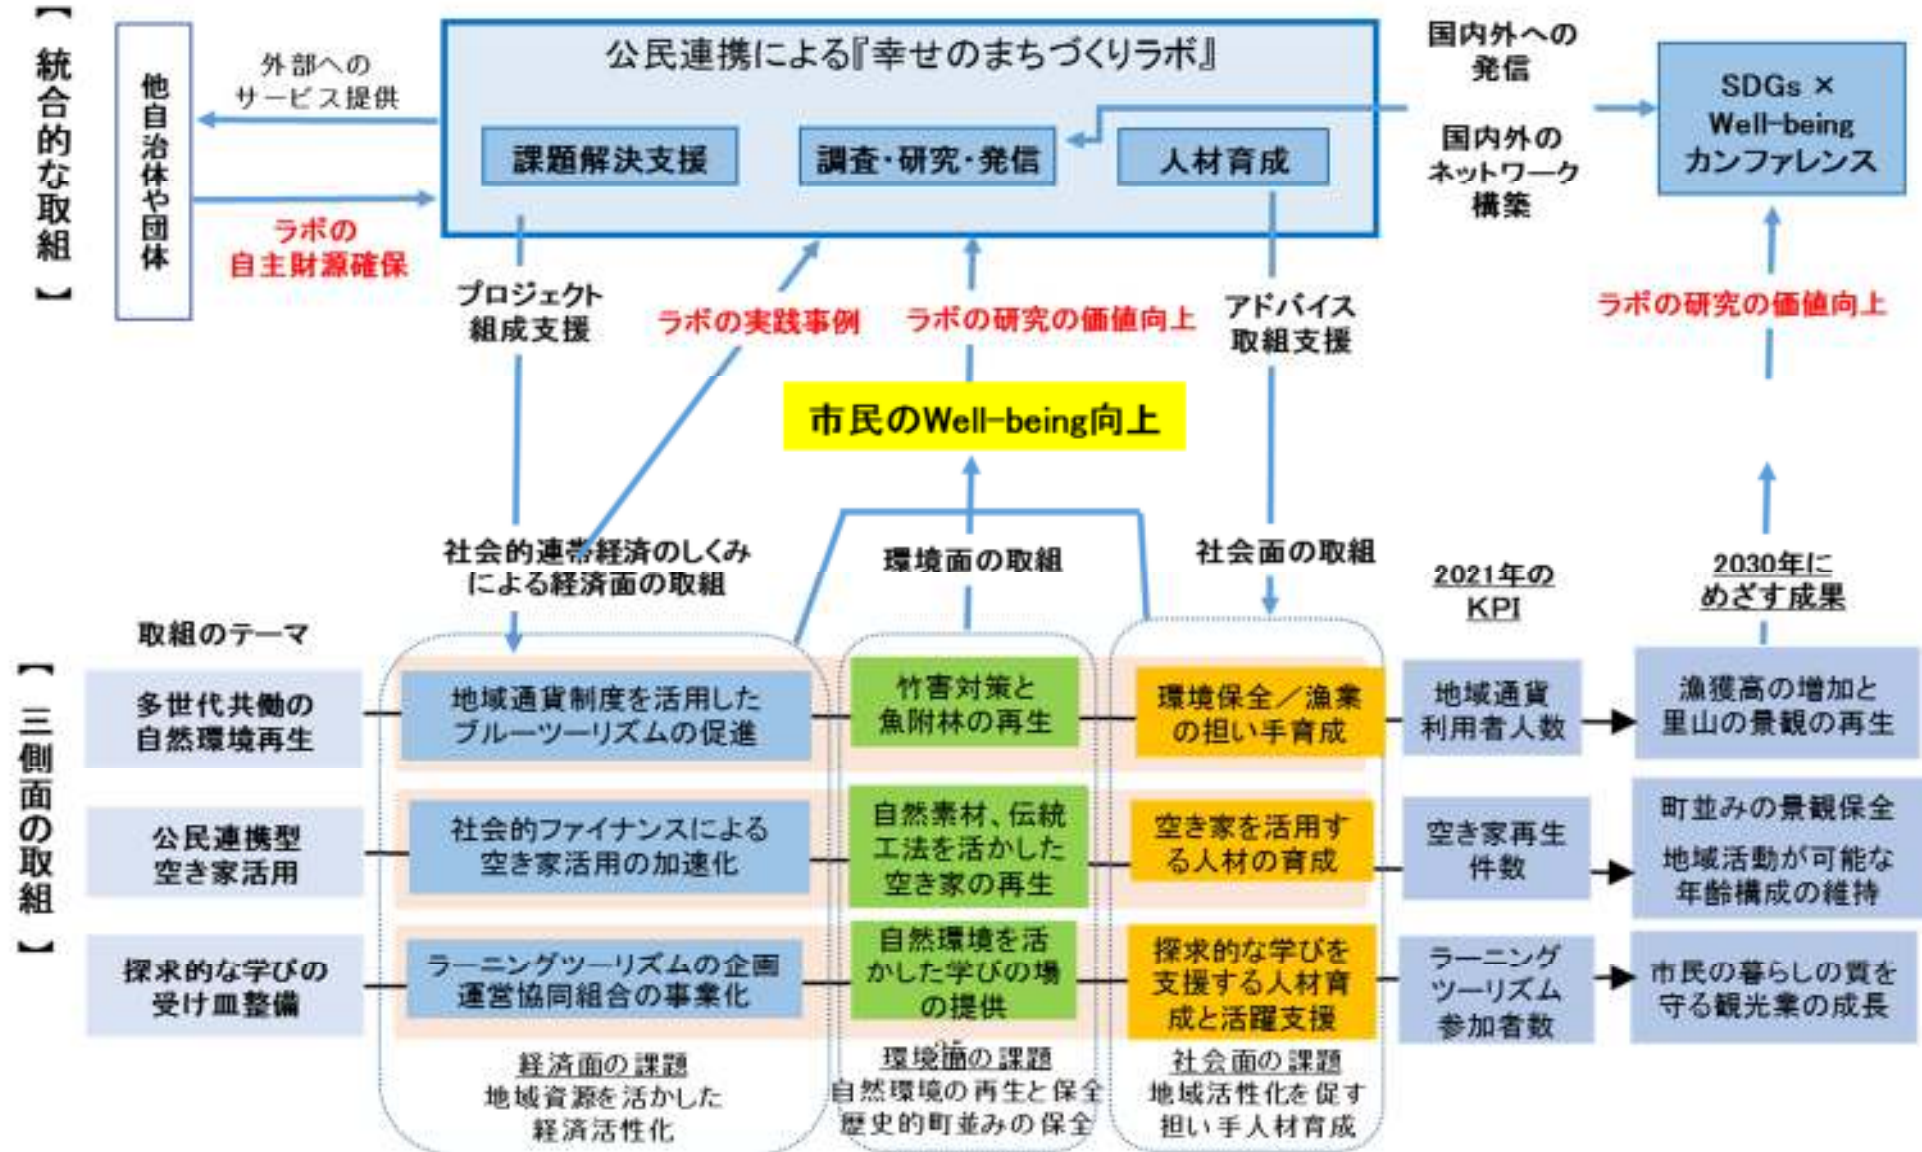 【 統合的な取組 】
他自治体や団体
外部への
サービス提供
ラボの
自主財源確保
公民連携による『幸せのまちづくりラボ』
課題解決支援
調査・研究・発信
人材育成
国内外への
発信
国内外の
ネットワーク
構築
SDGs ×
Well-being
カンファレンス
プロジェクト
組成支援
ラボの実践事例
ラボの研究の価値向上
アドバイス
取組支援
ラボの研究の価値向上
市民のWell-being向上
社会的連帯経済のしくみ
による経済面の取組
環境面の取組
社会面の取組
2021年の
KPI
2030年に
めざす成果
【 三側面の取組 】
取組のテーマ
多世代共働の
自然環境再生
地域通貨制度を活用した
ブルーツーリズムの促進
竹害対策と
魚附林の再生
環境保全／漁業
の担い手育成
地域通貨
利用者人数
漁獲高の増加と
里山の景観の再生
公民連携型
空き家活用
社会的ファイナンスによる
空き家活用の加速化
自然素材、伝統
工法を活かした
空き家の再生
空き家を活用す
る人材の育成
空き家再生
件数
町並みの景観保全
地域活動が可能な
年齢構成の維持
探求的な学びの
受け皿整備
ラーニングツーリズムの企画
運営協同組合の事業化
自然環境を活
かした学びの場
の提供
探求的な学びを
支援する人材育
成と活躍支援
ラーニング
ツーリズム
参加者数
市民の暮らしの質を
守る観光業の成長
経済面の課題
地域資源を活かした
経済活性化
環境面の課題
自然環境の再生と保全
歴史的町並みの保全
社会面の課題
地域活性化を促す
担い手人材育成